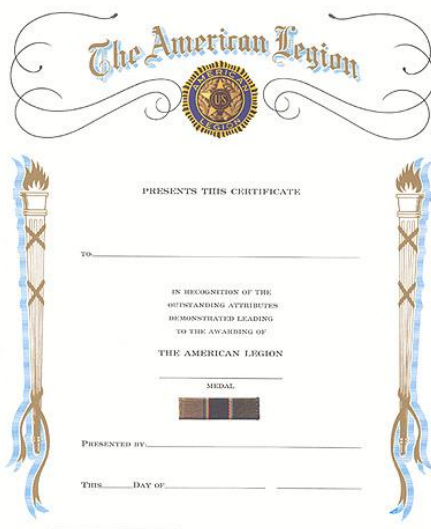 The American Legion
AMERICAN
US
LEGION
PRESENTS THIS CERTIFICATE
TO:
IN RECOGNITION OF THE
OUTSTANDING ATTRIBUTES
DEMONSTRATED LEADING
TO THE AWARDING OF
THE AMERICAN LEGION
MEDAL
PRESENTED BY:
THIS DAY OF